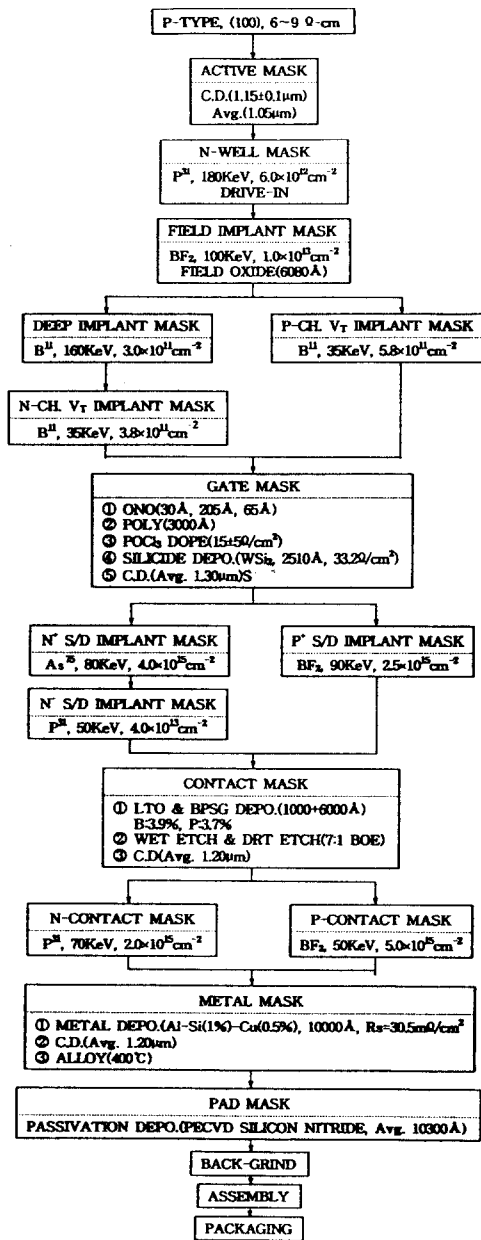 P-TYPE, (100), 6~9 Ω-cm
ACTIVE MASK
C.D.(1.15±0.1μm)
Avg.(1.05μm)
N-WELL MASK
P³¹, 180KeV, 6.0×10¹²cm⁻²
DRIVE-IN
FIELD IMPLANT MASK
BF₂, 100KeV, 1.0×10¹³cm⁻²
FIELD OXIDE(6080Å)
DEEP IMPLANT MASK
B¹¹, 160KeV, 3.0×10¹¹cm⁻²
P-CH. V_T IMPLANT MASK
B¹¹, 35KeV, 5.8×10¹¹cm⁻²
N-CH. V_T IMPLANT MASK
B¹¹, 35KeV, 3.8×10¹¹cm⁻²
GATE MASK
① ONO(30Å, 205Å, 65Å)
② POLY(3000Å)
③ POCl₃ DOPE(15±5Ω/cm²)
④ SILICIDE DEPO.(WSi₂, 2510Å, 33.2Ω/cm²)
⑤ C.D.(Avg. 1.30μm)S
N⁺ S/D IMPLANT MASK
As⁷⁵, 80KeV, 4.0×10¹⁵cm⁻²
P⁺ S/D IMPLANT MASK
BF₂, 90KeV, 2.5×10¹⁵cm⁻²
N⁻ S/D IMPLANT MASK
P³¹, 50KeV, 4.0×10¹³cm⁻²
CONTACT MASK
① LTO & BPSG DEPO.(1000+6000Å)
B:3.9%, P:3.7%
② WET ETCH & DRT ETCH(7:1 BOE)
③ C.D(Avg. 1.20μm)
N-CONTACT MASK
P³¹, 70KeV, 2.0×10¹⁵cm⁻²
P-CONTACT MASK
BF₂, 50KeV, 5.0×10¹⁵cm⁻²
METAL MASK
① METAL DEPO.(Al-Si(1%)-Cu(0.5%), 10000Å, Rs=30.5mΩ/cm²
② C.D.(Avg. 1.20μm)
③ ALLOY(400℃)
PAD MASK
PASSIVATION DEPO.(PECVD SILICON NITRIDE, Avg. 10300Å)
BACK-GRIND
ASSEMBLY
PACKAGING